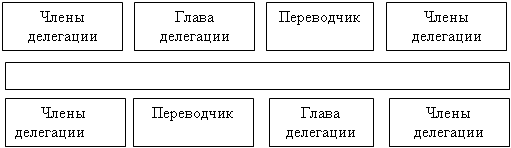 Члены
делегации
Глава
делегации
Переводчик
Члены
делегации
Члены
делегации
Переводчик
Глава
делегации
Члены
делегации